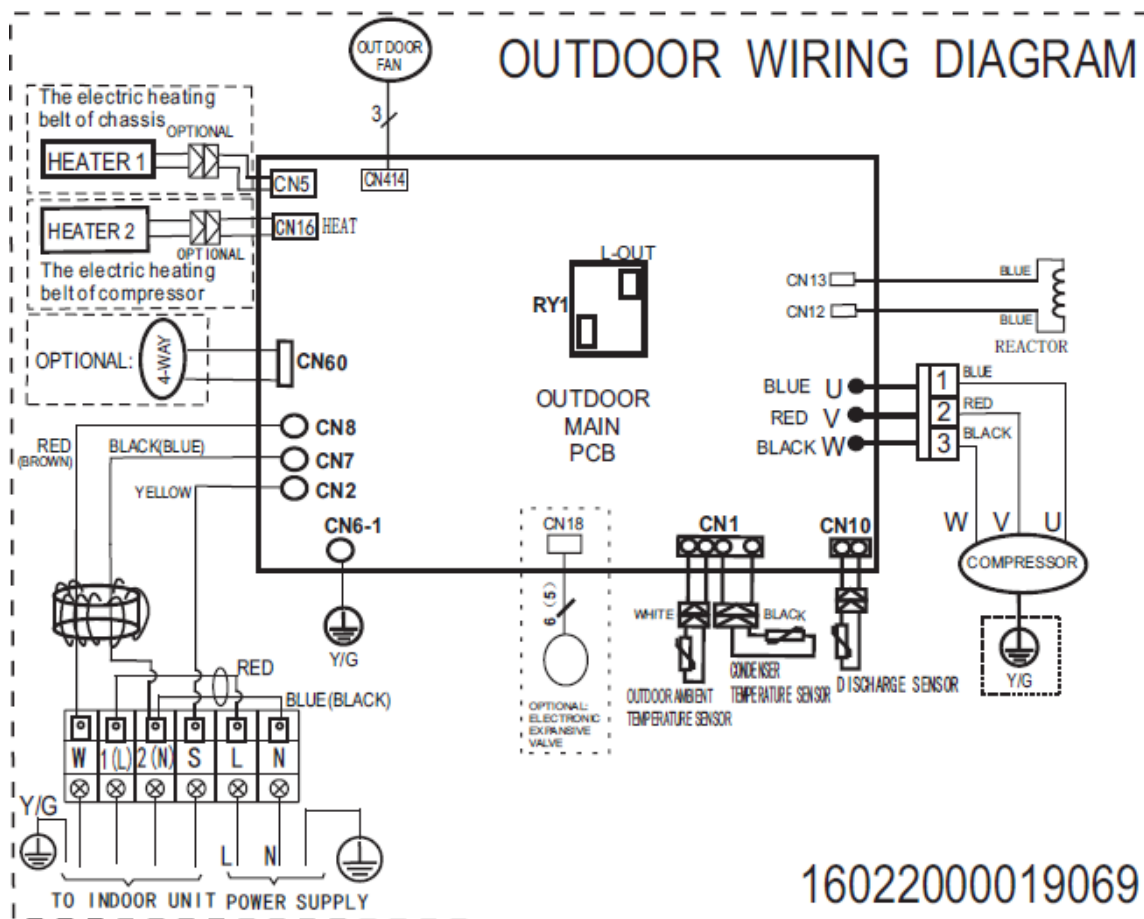 OUTDOOR WIRING DIAGRAM
OUTDOOR
FAN
3
The electric heating
belt of chassis
OPTIONAL
HEATER 1
CN5
CN414
HEATER 2
CN16 HEAT
OPTIONAL
The electric heating
belt of compressor
L-OUT
RY1
CN13
BLUE
CN12
BLUE
REACTOR
OPTIONAL:
4-WAY
CN60
OUTDOOR
MAIN
PCB
BLUE U
1
BLUE
RED V
2
RED
BLACK W
3
BLACK
RED
(BROWN)
BLACK(BLUE)
CN8
CN7
YELLOW
CN2
CN6-1
CN18
CN1
CN10
W V U
COMPRESSOR
6 (5)
WHITE
BLACK
Y/G
Y/G
OUTDOOR AMBIENT
TEMPERATURE SENSOR
CONDENSER
TEMPERATURE SENSOR
DISCHARGE SENSOR
OPTIONAL:
ELECTRONIC
EXPANSIVE
VALVE
RED
BLUE(BLACK)
W 1(L) 2(N) S L N
Y/G
L N
TO INDOOR UNIT POWER SUPPLY
16022000019069